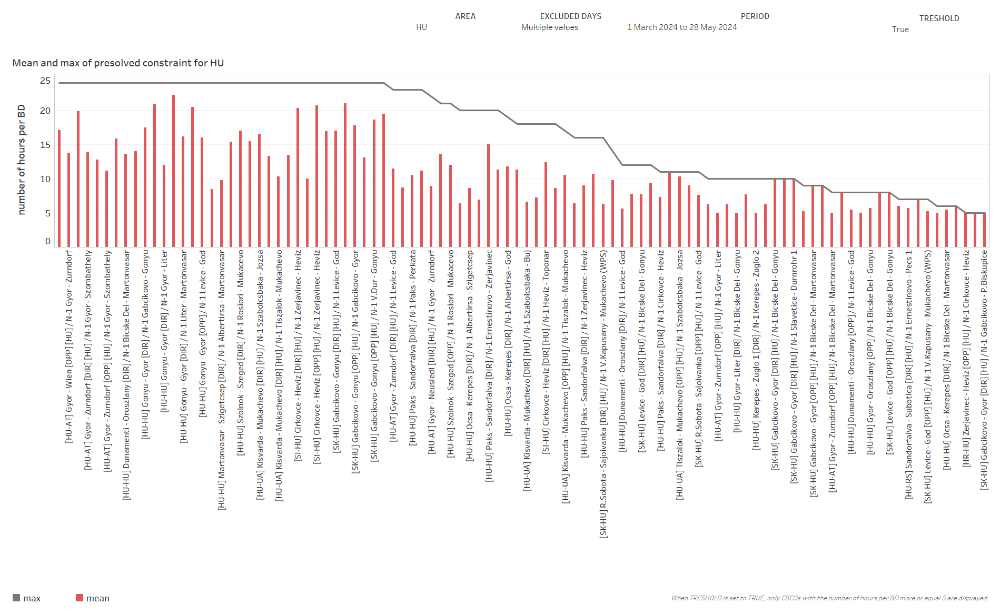 AREA
EXCLUDED DAYS
PERIOD
TRESHOLD
HU
Multiple values
1 March 2024 to 28 May 2024
True
Mean and max of presolved constraint for HU
number of hours per BD
25
20
15
10
5
0
[HU-AT] Gyor - Wien [OPP] [HU] / N-1 Gyor - Zurndorf
[HU-AT] Gyor - Zurndorf [DIR] [HU] / N-1 Gyor - Szombathely
[HU-AT] Gyor - Zurndorf [OPP] [HU] / N-1 Gyor - Szombathely
[HU-HU] Dunamenti - Oroszlany [DIR] / N-1 Bicske Del - Martonvasar
[HU-HU] Gonyu - Gyor [DIR] / N-1 Gabcikovo - Gonyu
[HU-HU] Gonyu - Gyor [DIR] / N-1 Gyor - Liter
[HU-HU] Gonyu - Gyor [DIR] / N-1 Liter - Martonvasar
[HU-HU] Gonyu - Gyor [OPP] / N-1 Levice - God
[HU-HU] Martonvasar - Szigetcsep [DIR] / N-1 Albertirsa - Martonvasar
[HU-HU] Szolnok - Szeged [DIR] / N-1 Rosiori - Mukacevo
[HU-UA] Kisvarda - Mukachevo [DIR] [HU] / N-1 Szabolcsbaka - Jozsa
[HU-UA] Kisvarda - Mukachevo [DIR] [HU] / N-1 Tiszalok - Mukachevo
[SI-HU] Cirkovce - Heviz [DIR] [HU] / N-1 Zerjavinec - Heviz
[SI-HU] Cirkovce - Heviz [OPP] [HU] / N-1 Zerjavinec - Heviz
[SK-HU] Gabcikovo - Gonyu [DIR] [HU] / N-1 Levice - God
[SK-HU] Gabcikovo - Gonyu [OPP] [HU] / N-1 Gabcikovo - Gyor
[SK-HU] Gabcikovo - Gonyu [OPP] [HU] / N-1 V.Dur - Gonyu
[HU-AT] Gyor - Zurndorf [DIR] [HU] / N-1 Levice - God
[HU-HU] Paks - Sandorfalva [DIR] / N-1 Paks - Perkata
[HU-AT] Gyor - Neusiedl [DIR] [HU] / N-1 Gyor - Zurndorf
[HU-HU] Szolnok - Szeged [OPP] / N-1 Rosiori - Mukacevo
[HU-HU] Ocsa - Kerepes [DIR] / N-1 Albertirsa - Szigetcsep
[HU-HU] Paks - Sandorfalva [DIR] / N-1 Ernestinovo - Zerjavinec
[HU-HU] Ocsa - Kerepes [DIR] / N-1 Albertirsa - God
[HU-UA] Kisvarda - Mukachevo [DIR] [HU] / N-1 Szabolcsbaka - Buj
[SI-HU] Cirkovce - Heviz [DIR] [HU] / N-1 Heviz - Toponar
[HU-UA] Kisvarda - Mukachevo [OPP] [HU] / N-1 Tiszalok - Mukachevo
[HU-HU] Paks - Sandorfalva [DIR] / N-1 Zerjavinec - Heviz
[SK-HU] R.Sobota - Sajoivanka [DIR] [HU] / N-1 V.Kapusany - Mukachevo (WPS)
[HU-HU] Dunamenti - Oroszlany [DIR] / N-1 Levice - God
[SK-HU] Levice - God [DIR] [HU] / N-1 Bicske Del - Gonyu
[HU-HU] Paks - Sandorfalva [DIR] / N-1 Cirkovce - Heviz
[HU-UA] Tiszalok - Mukachevo [OPP] [HU] / N-1 Szabolcsbaka - Jozsa
[SK-HU] R.Sobota - Sajoivanka [OPP] [HU] / N-1 Levice - God
[HU-AT] Gyor - Zurndorf [OPP] [HU] / N-1 Gyor - Liter
[HU-HU] Gyor - Liter [DIR] / N-1 Bicske Del - Gonyu
[HU-HU] Kerepes - Zuglo 1 [DIR] / N-1 Kerepes - Zuglo 2
[SK-HU] Gabcikovo - Gyor [DIR] [HU] / N-1 Bicske Del - Gonyu
[SK-HU] Gabcikovo - Gyor [DIR] [HU] / N-1 Slavetice - Durnrohr 1
[SK-HU] Gabcikovo - Gyor [OPP] [HU] / N-1 Bicske Del - Martonvasar
[HU-AT] Gyor - Zurndorf [OPP] [HU] / N-1 Bicske Del - Martonvasar
[HU-HU] Dunamenti - Oroszlany [OPP] / N-1 Levice - God
[HU-HU] Gyor - Oroszlany [OPP] / N-1 Bicske Del - Gonyu
[SK-HU] Levice - God [OPP] [HU] / N-1 Bicske Del - Gonyu
[HU-RS] Sandorfalva - Subotica [DIR] [HU] / N-1 Ernestinovo - Pecs 1
[SK-HU] Levice - God [OPP] [HU] / N-1 V.Kapusany - Mukachevo (WPS)
[HU-HU] Ocsa - Kerepes [DIR] / N-1 Bicske Del - Martonvasar
[HR-HU] Zerjavinec - Heviz [OPP] [HU] / N-1 Cirkovce - Heviz
[SK-HU] Gabcikovo - Gyor [DIR] [HU] / N-1 Gabcikovo - P.Biskupice
max
mean
When TRESHOLD is set to TRUE, only CBCOs with the number of hours per BD more or equal 5 are displayed.